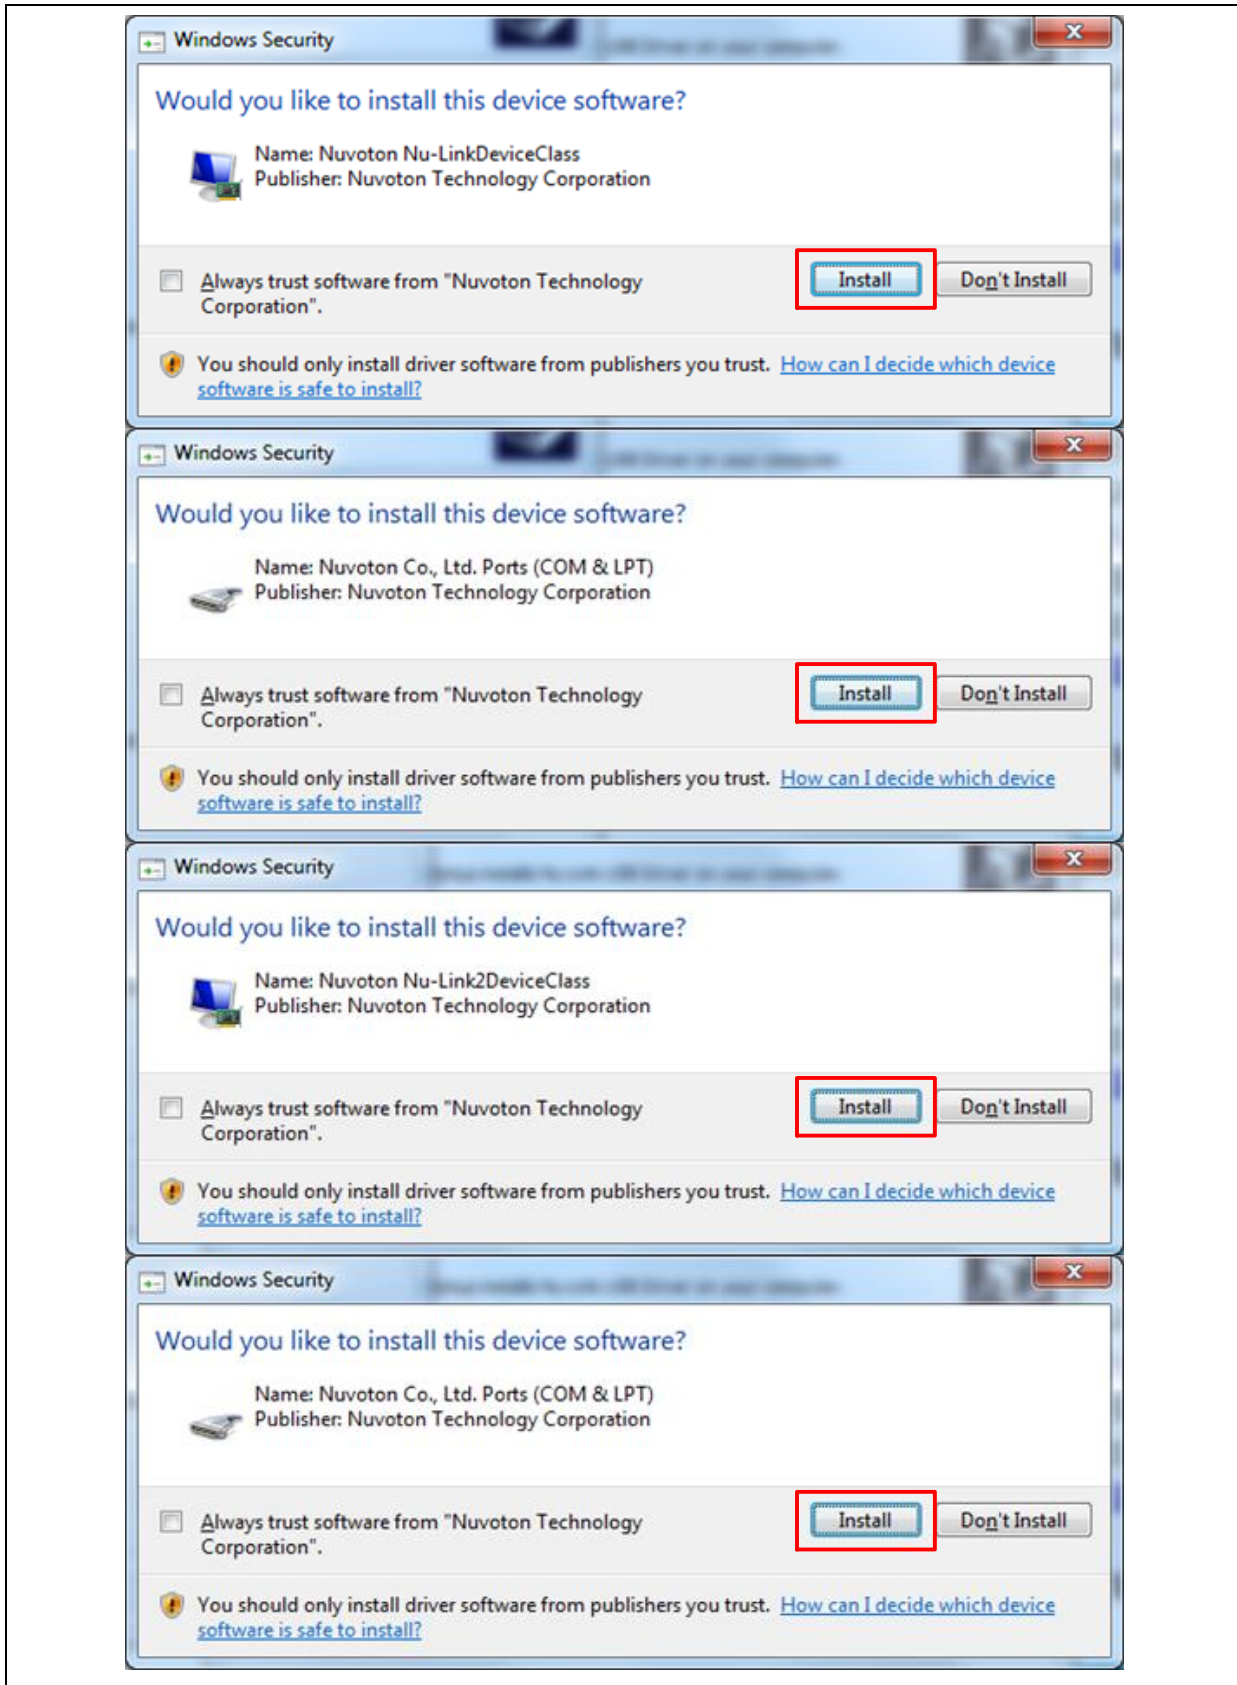 Windows Security
Would you like to install this device software?
Name: Nuvoton Nu-LinkDeviceClass
Publisher: Nuvoton Technology Corporation
Always trust software from "Nuvoton Technology
Corporation".
Install
Don't Install
You should only install driver software from publishers you trust. How can I decide which device
software is safe to install?
Windows Security
Would you like to install this device software?
Name: Nuvoton Co., Ltd. Ports (COM & LPT)
Publisher: Nuvoton Technology Corporation
Always trust software from "Nuvoton Technology
Corporation".
Install
Don't Install
You should only install driver software from publishers you trust. How can I decide which device
software is safe to install?
Windows Security
Would you like to install this device software?
Name: Nuvoton Nu-Link2DeviceClass
Publisher: Nuvoton Technology Corporation
Always trust software from "Nuvoton Technology
Corporation".
Install
Don't Install
You should only install driver software from publishers you trust. How can I decide which device
software is safe to install?
Windows Security
Would you like to install this device software?
Name: Nuvoton Co., Ltd. Ports (COM & LPT)
Publisher: Nuvoton Technology Corporation
Always trust software from "Nuvoton Technology
Corporation".
Install
Don't Install
You should only install driver software from publishers you trust. How can I decide which device
software is safe to install?